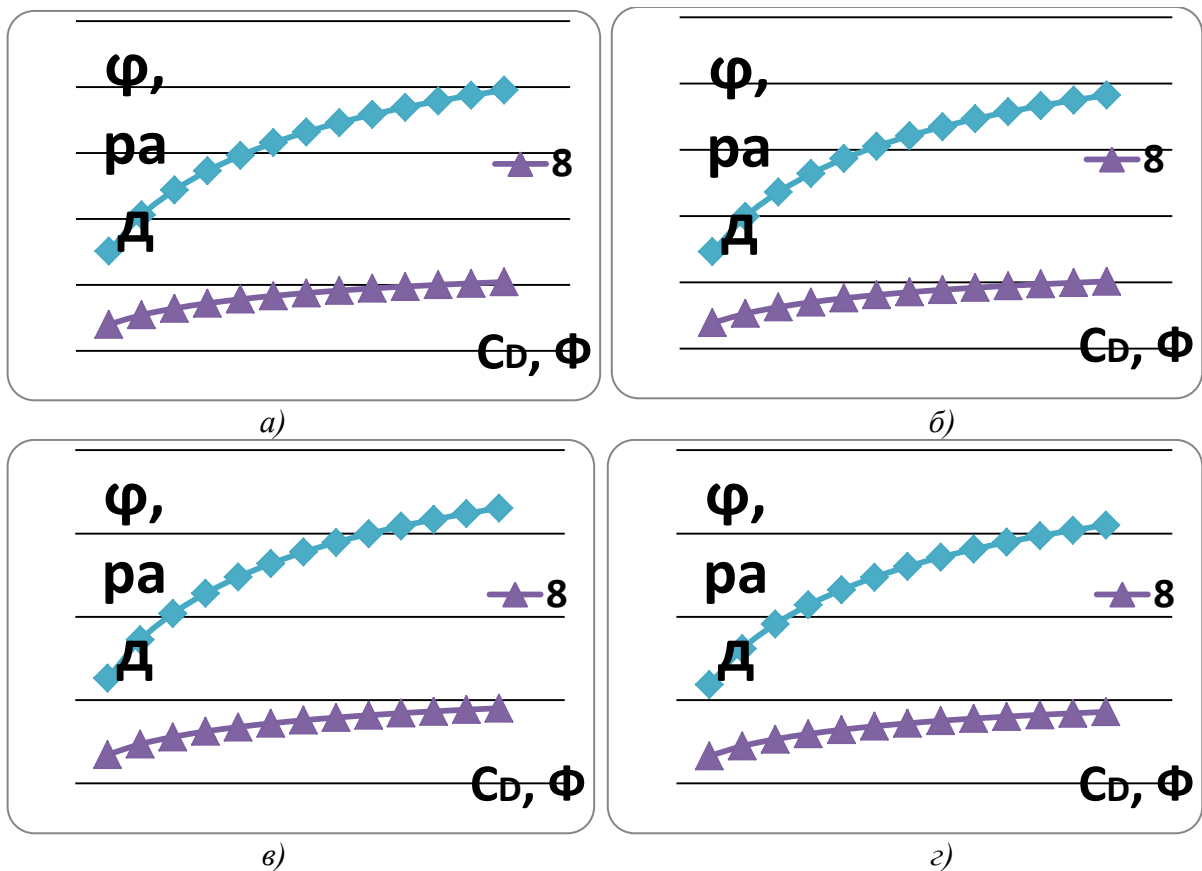 φ,
ра
д
8
CD, Ф
φ,
ра
д
8
CD, Ф
а)
б)
φ,
ра
д
8
CD, Ф
φ,
ра
д
8
CD, Ф
в)
г)